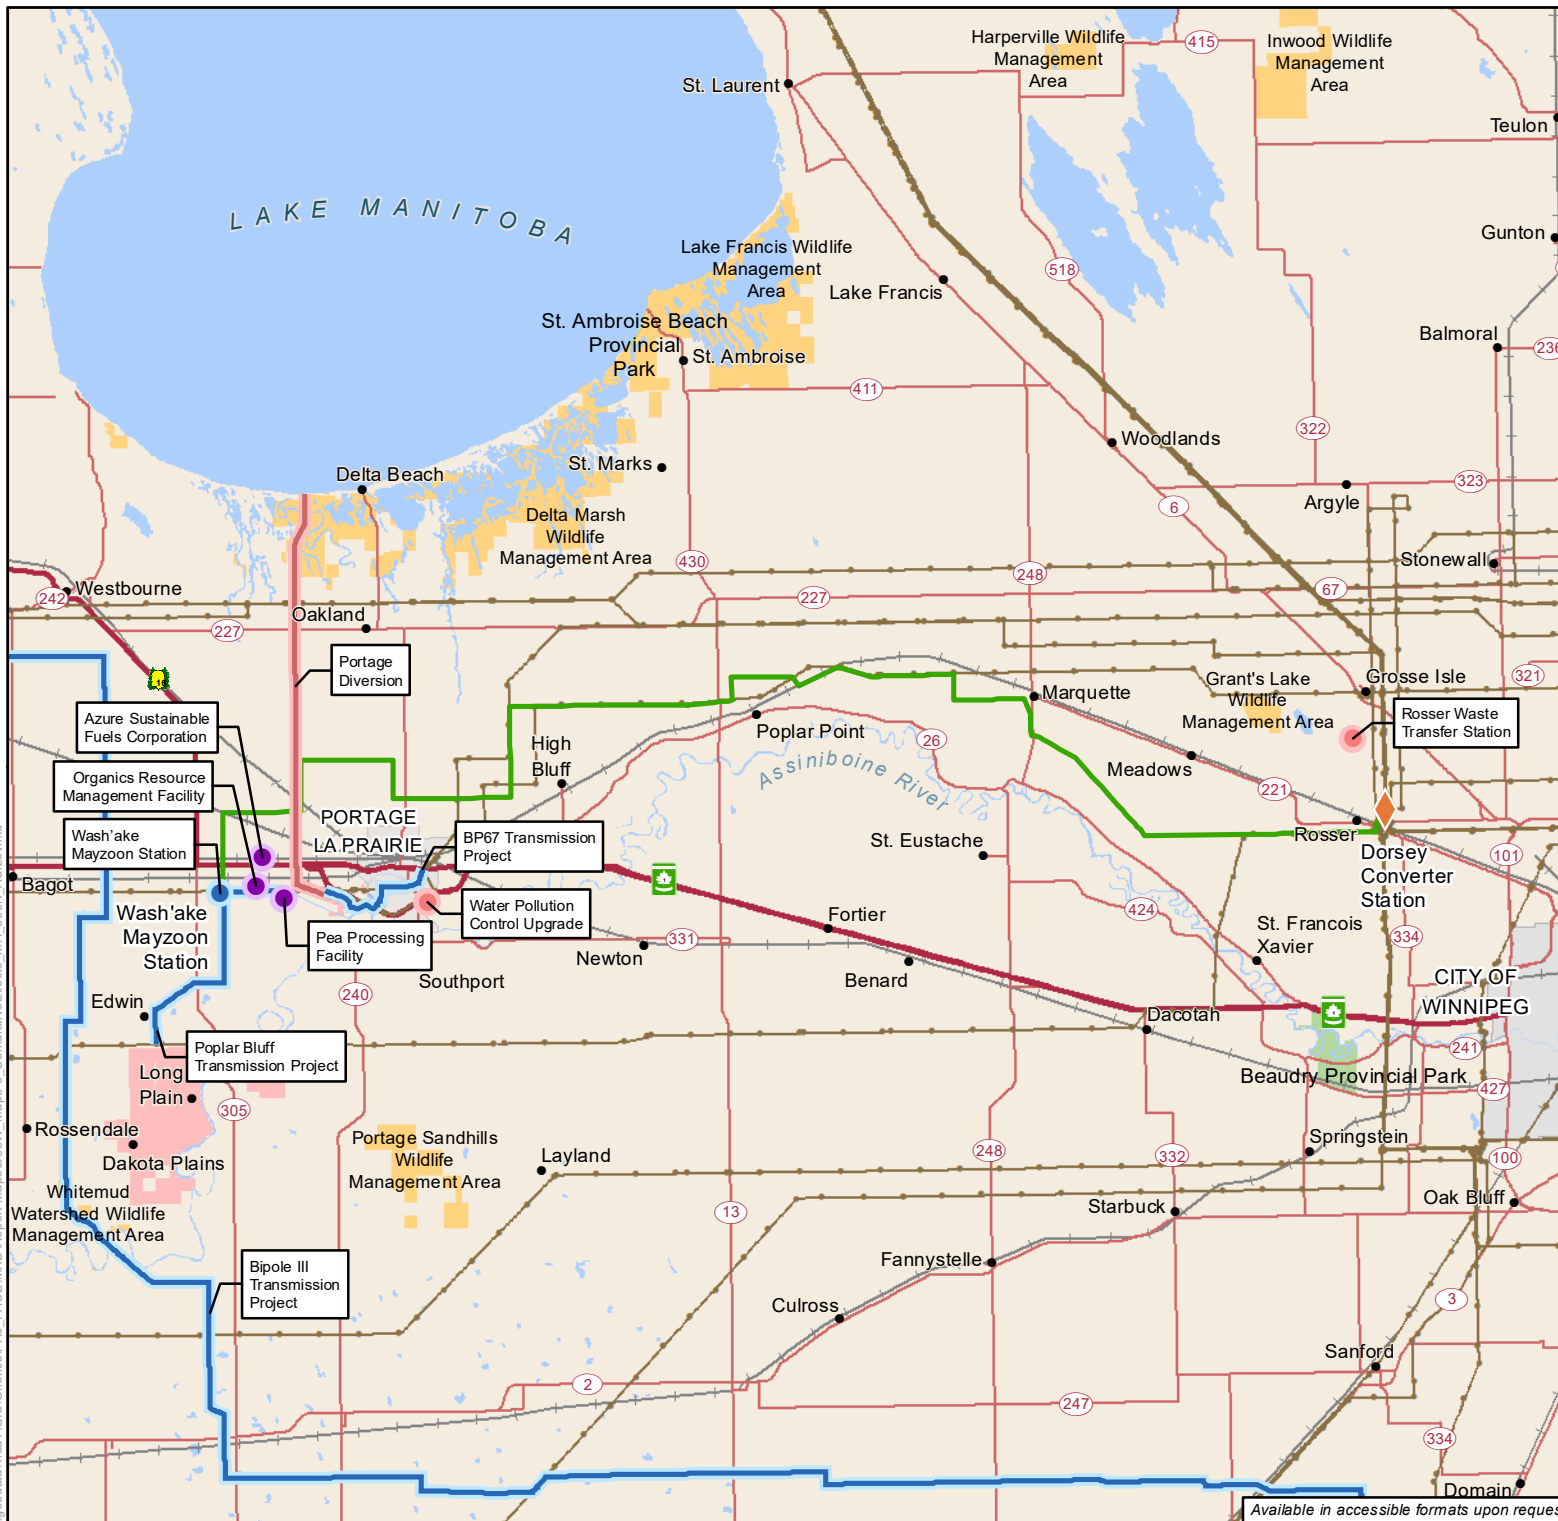 Harperville Wildlife
Management
Area
415
Inwood Wildlife
Management
Area
St. Laurent
Teulon
LAKE MANITOBA
Gunton
Lake Francis Wildlife
Management
Area
518
Lake Francis
St. Ambroise Beach
Provincial
Park
St. Ambroise
Balmoral
236
411
322
Woodlands
St. Marks
Delta Beach
323
Argyle
6
Delta Marsh
Wildlife
Management Area
430
248
Stonewall
67
Westbourne
242
227
Oakland
227
Portage
Diversion
16
Marquette
Grant's Lake
Wildlife
Management Area
Grosse Isle
321
Azure Sustainable
Fuels Corporation
Poplar Point
26
Rosser Waste
Transfer Station
High
Bluff
Assiniboine River
Meadows
221
Organics Resource
Management Facility
PORTAGE
LA PRAIRIE
Wash'ake
Mayzoon Station
BP67 Transmission
Project
St. Eustache
Rosser
Dorsey
Converter
Station
101
Bagot
1
Water Pollution
Control Upgrade
424
Fortier
Wash'ake
Mayzoon
Station
Pea Processing
Facility
331
St. Francois
Xavier
334
Newton
Benard
Southport
240
CITY OF
WINNIPEG
Edwin
1
Dacotah
Poplar Bluff
Transmission Project
241
Long
Plain
Beaudry Provincial Park
427
305
Rossendale
Dakota Plains
Portage Sandhills
Wildlife
Management Area
Layland
248
332
Springstein
100
Whitemud
Watershed Wildlife
Management Area
13
Starbuck
Oak Bluff
Bipole III
Transmission
Project
Fannystelle
Culross
3
Sanford
2
247
334
Domain
Available in accessible formats upon reques